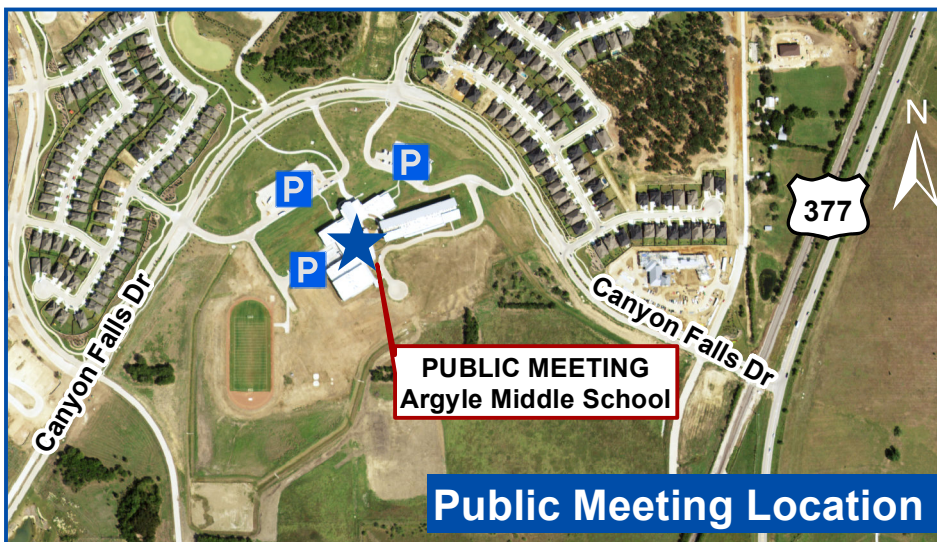 N
P
P
377
P
Canyon Falls Dr
Canyon Falls Dr
PUBLIC MEETING
Argyle Middle School
Public Meeting Location